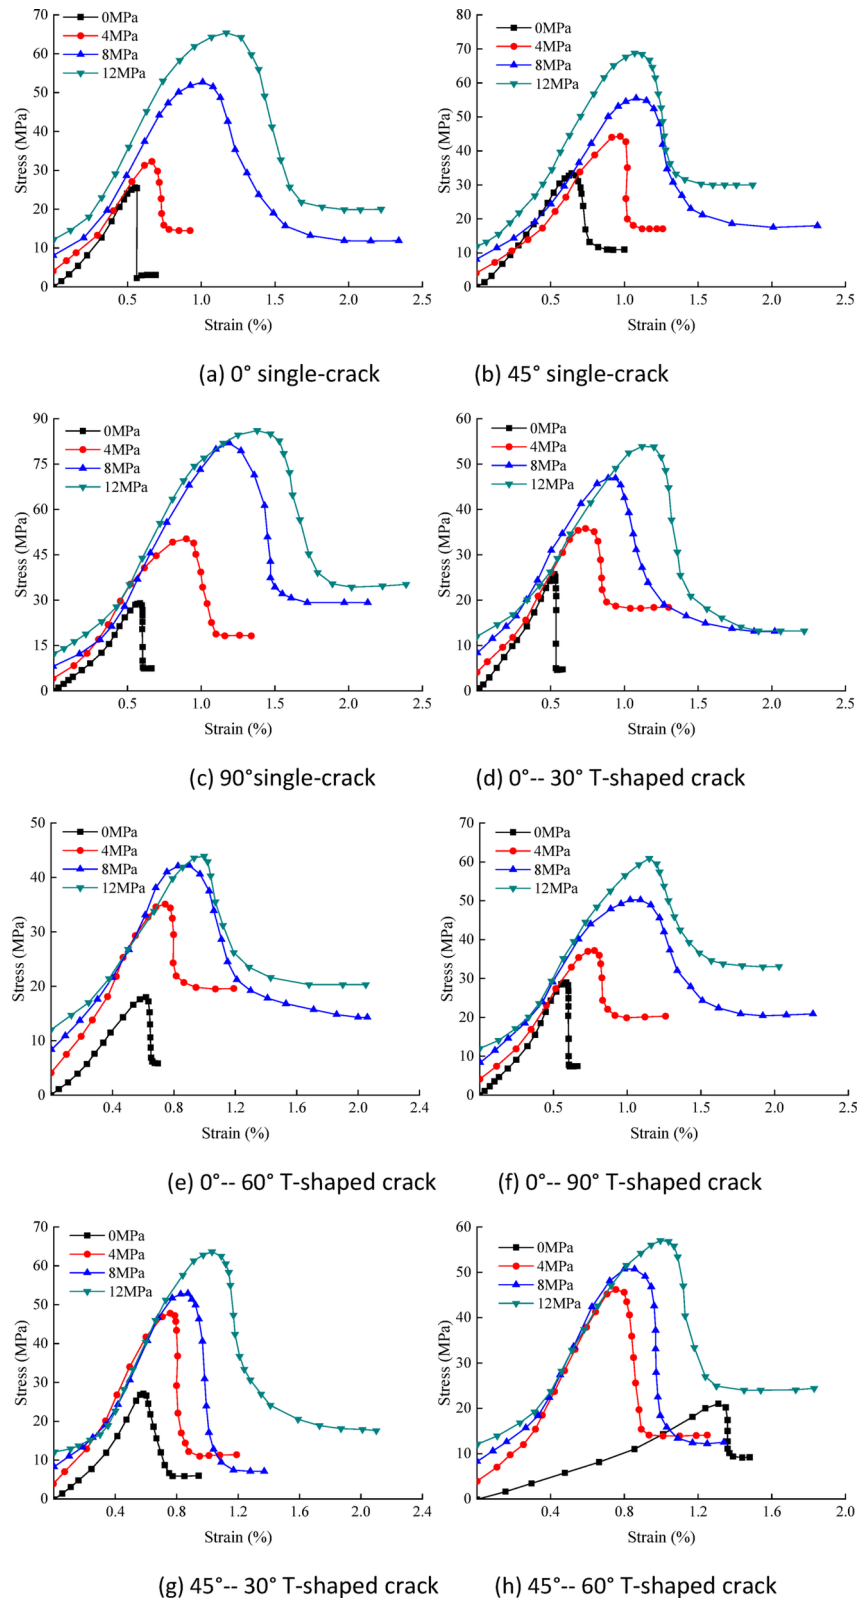 70
60
50
40
30
20
10
0
Stress (MPa)
0MPa
4MPa
8MPa
12MPa
0.5 1.0 1.5 2.0 2.5
Strain (%)
(a) 0° single-crack
80
70
60
50
40
30
20
10
0
Stress (MPa)
0MPa
4MPa
8MPa
12MPa
0.5 1.0 1.5 2.0 2.5
Strain (%)
(b) 45° single-crack
90
75
60
45
30
15
0
Stress (MPa)
0MPa
4MPa
8MPa
12MPa
0.5 1.0 1.5 2.0 2.5
Strain (%)
(c) 90°single-crack
60
50
40
30
20
10
0
Stress (MPa)
0MPa
4MPa
8MPa
12MPa
0.5 1.0 1.5 2.0 2.5
Strain (%)
(d) 0°-- 30° T-shaped crack
50
40
30
20
10
0
Stress (MPa)
0MPa
4MPa
8MPa
12MPa
0.4 0.8 1.2 1.6 2.0 2.4
Strain (%)
(e) 0°-- 60° T-shaped crack
70
60
50
40
30
20
10
0
Stress (MPa)
0MPa
4MPa
8MPa
12MPa
0.5 1.0 1.5 2.0 2.5
Strain (%)
(f) 0°-- 90° T-shaped crack
70
60
50
40
30
20
10
0
Stress (MPa)
0MPa
4MPa
8MPa
12MPa
0.4 0.8 1.2 1.6 2.0 2.4
Strain (%)
(g) 45°-- 30° T-shaped crack
60
50
40
30
20
10
0
Stress (MPa)
0MPa
4MPa
8MPa
12MPa
0.4 0.8 1.2 1.6 2.0
Strain (%)
(h) 45°-- 60° T-shaped crack